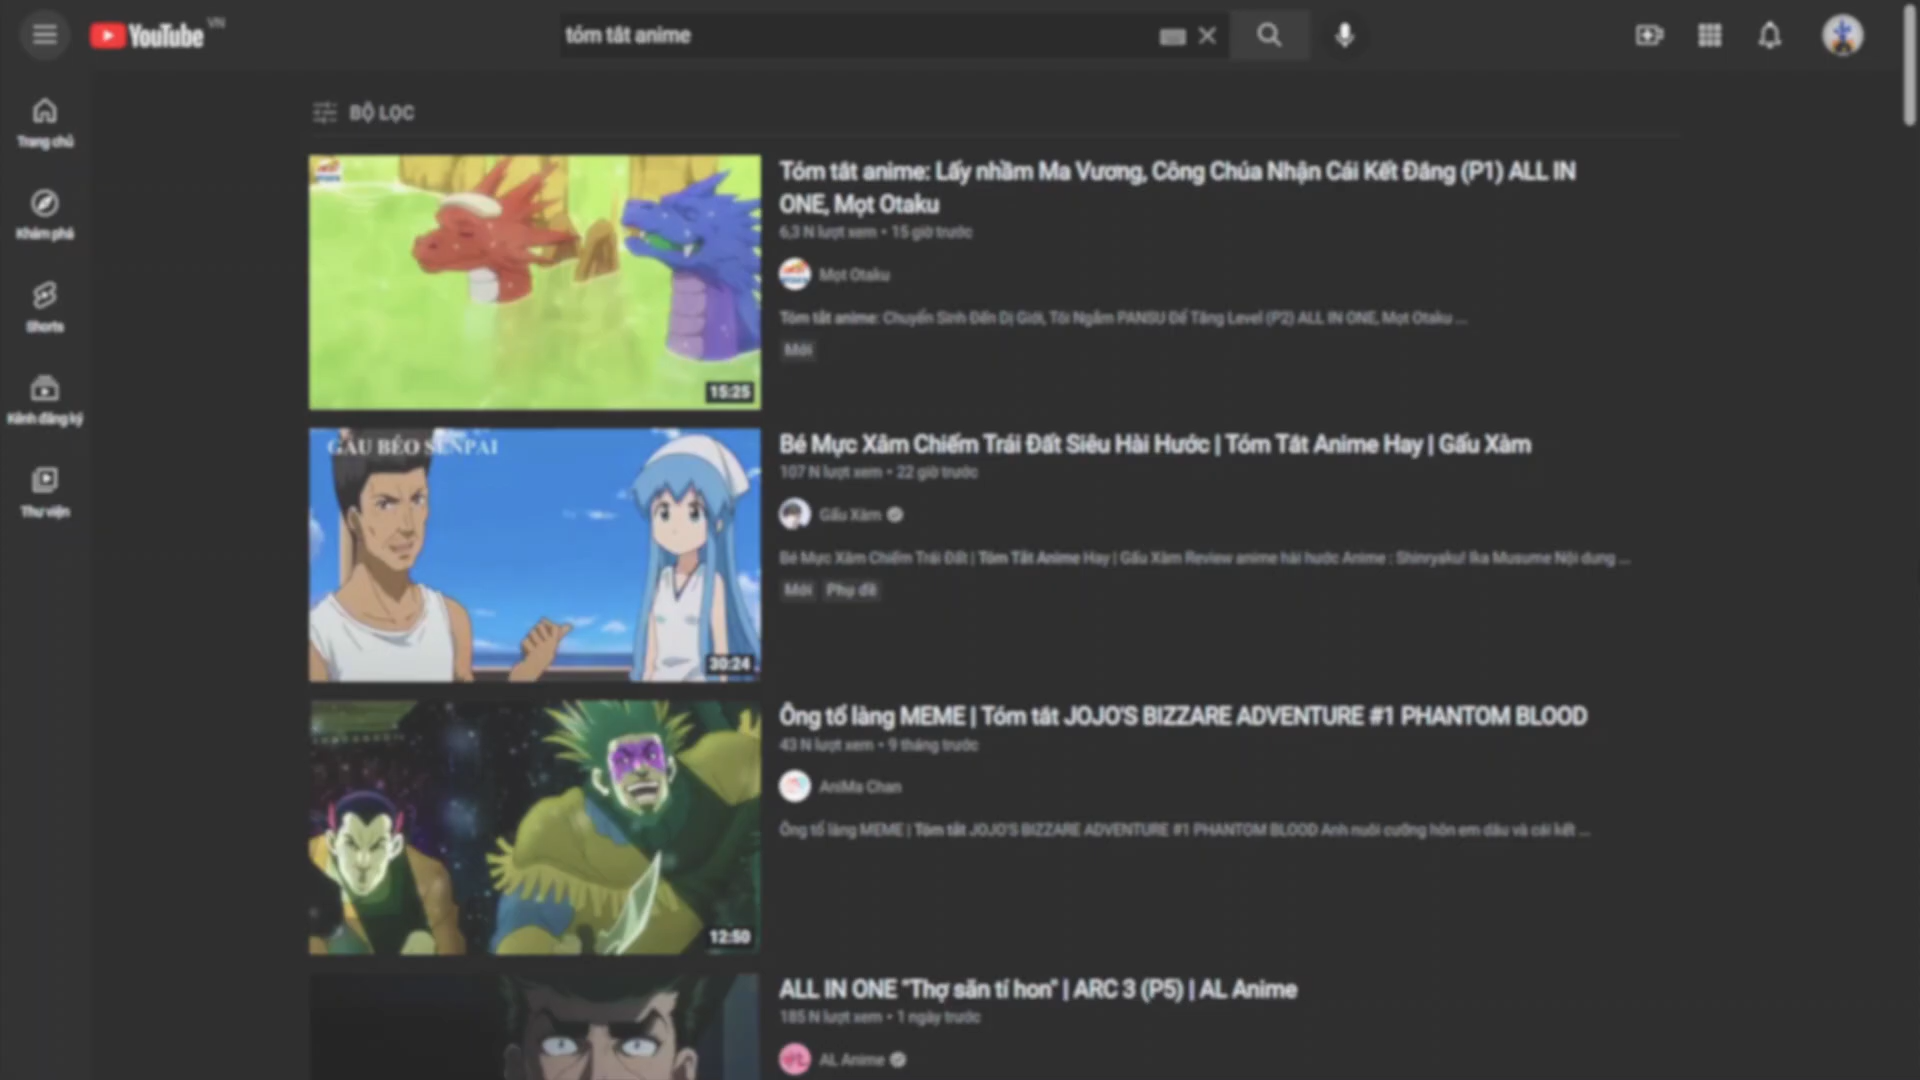 YouTube VN
tóm tắt anime
BỘ LỌC
Trang chủ
Khám phá
Shorts
Kênh đăng ký
Thư viện
15:25
Tóm tắt anime: Lấy nhầm Ma Vương, Công Chúa Nhận Cái Kết Đắng (P1) ALL IN
ONE, Mọt Otaku
6,3 N lượt xem • 15 giờ trước
Mọt Otaku
Tóm tắt anime: Chuyển Sinh Đến Dị Giới, Tôi Ngắm PANSU Để Tăng Level (P2) ALL IN ONE, Mọt Otaku ...
Mới
GẤU BÉO SENPAI
30:24
Bé Mực Xâm Chiếm Trái Đất Siêu Hài Hước | Tóm Tắt Anime Hay | Gấu Xàm
107 N lượt xem • 22 giờ trước
Gấu Xàm
Bé Mực Xâm Chiếm Trái Đất | Tóm Tắt Anime Hay | Gấu Xàm Review anime hài hước Anime : Shinryaku! Ika Musume Nội dung ...
Mới Phụ đề
12:50
Ông tổ làng MEME | Tóm tắt JOJO'S BIZZARE ADVENTURE #1 PHANTOM BLOOD
43 N lượt xem • 9 tháng trước
AniMa Chan
Ông tổ làng MEME | Tóm tắt JOJO'S BIZZARE ADVENTURE #1 PHANTOM BLOOD Anh nuôi cưỡng hôn em dâu và cái kết ...
ALL IN ONE "Thợ săn tí hon" | ARC 3 (P5) | AL Anime
185 N lượt xem • 1 ngày trước
AL Anime